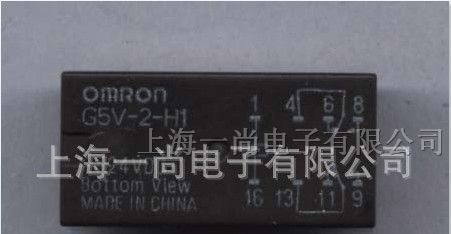 omron
G5V-2-H1
1 4 6 8
上海一尚电子有限公司
上海一尚电子有限公司
24VD
Bottom View
MADE IN CHINA
16 13 11 9